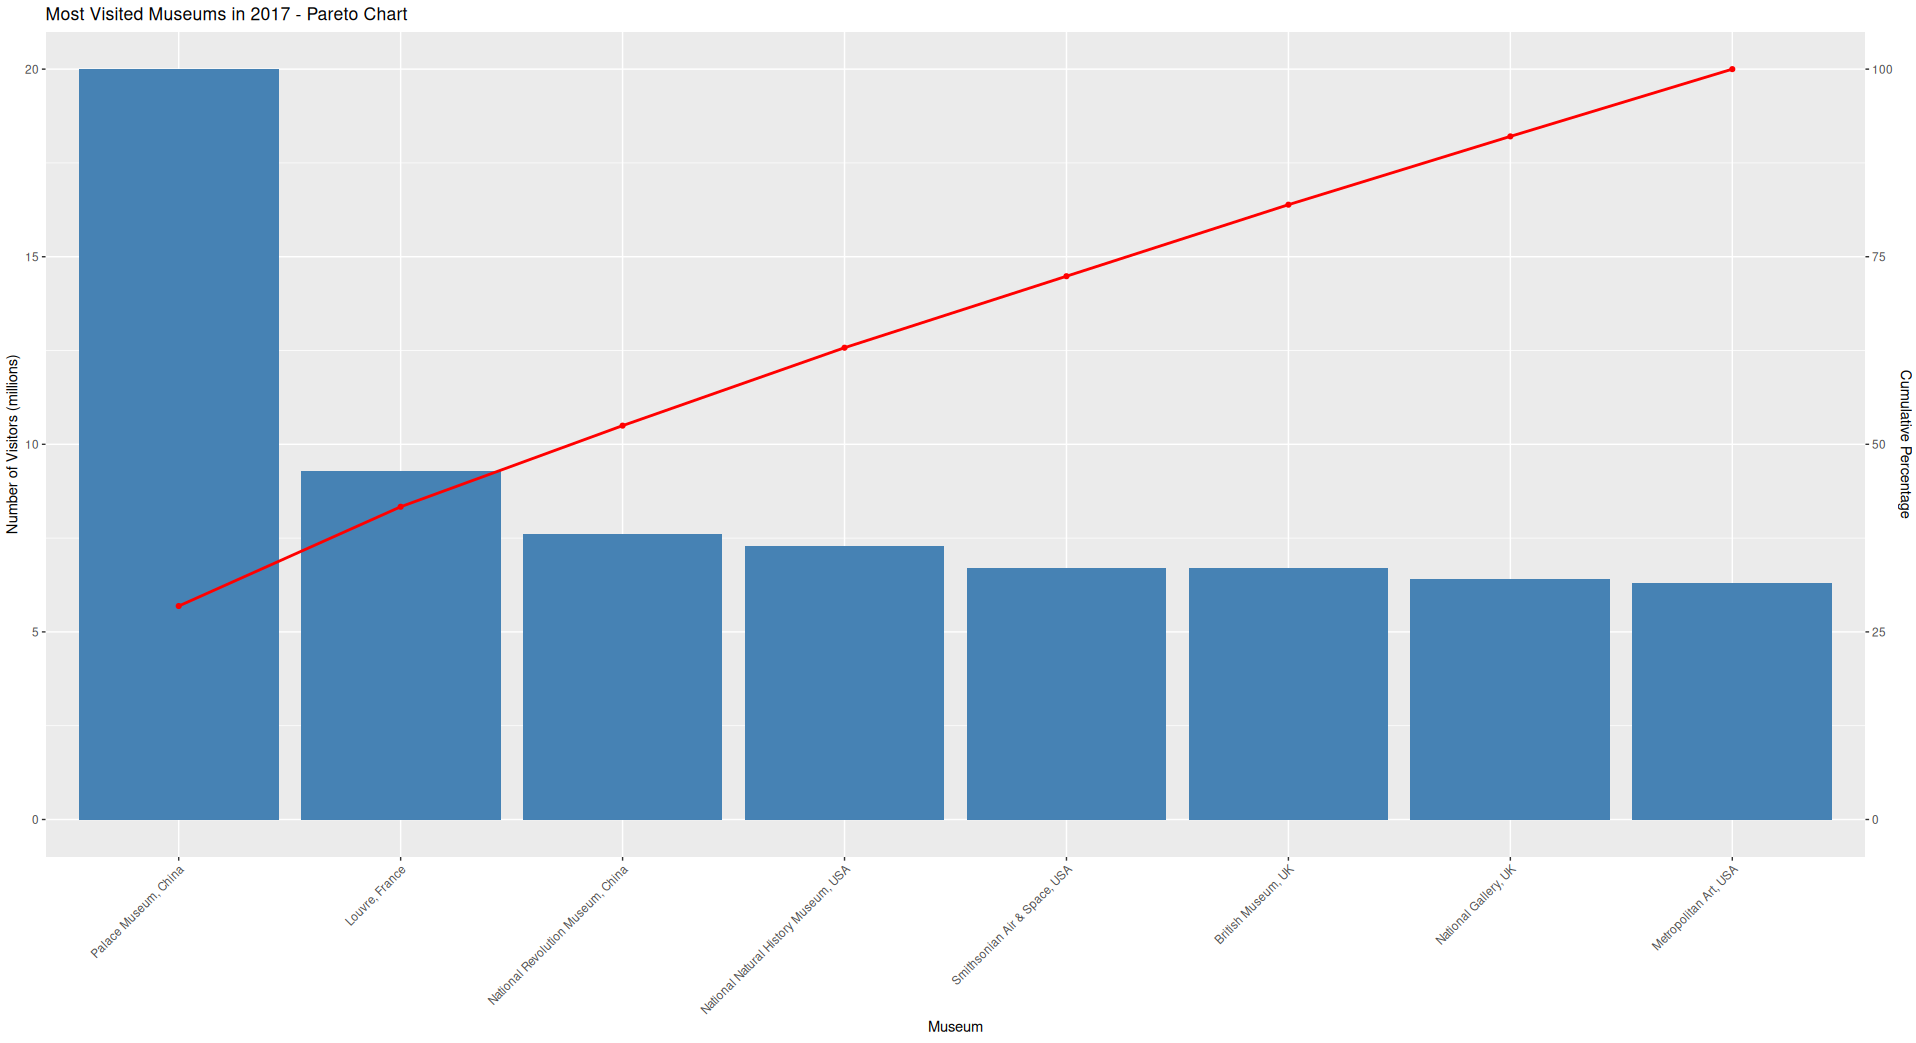 Most Visited Museums in 2017 - Pareto Chart
Number of Visitors (millions)
20
15
10
5
0
100
75
50
25
0
Cumulative Percentage
Palace Museum, China
Louvre, France
National Revolution Museum, China
National Natural History Museum, USA
Smithsonian Air & Space, USA
British Museum, UK
National Gallery, UK
Metropolitan Art, USA
Museum